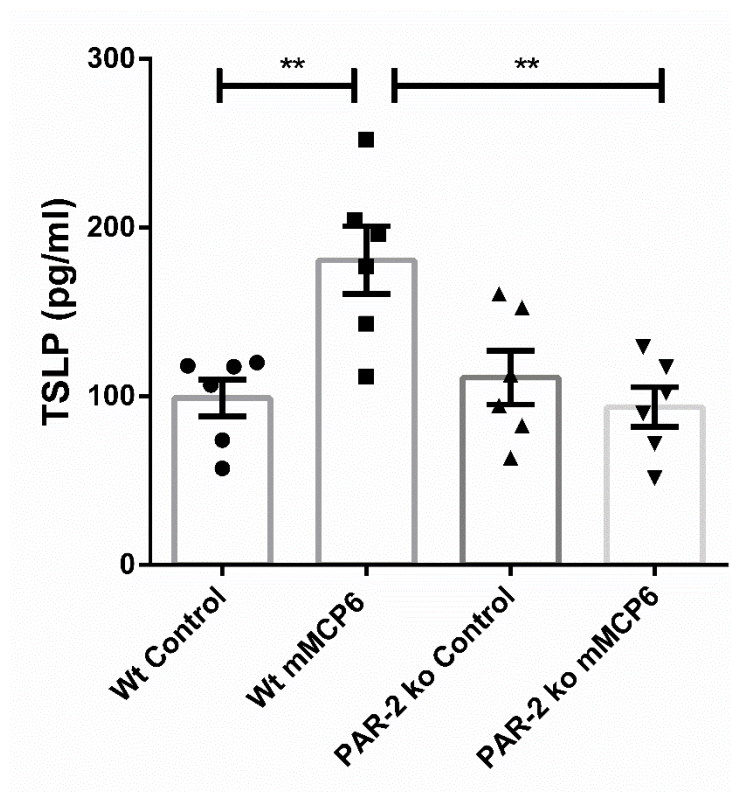 300
200
100
0
TSLP (pg/ml)
** **
Wt Control
Wt mMCP6
PAR-2 ko Control
PAR-2 ko mMCP6